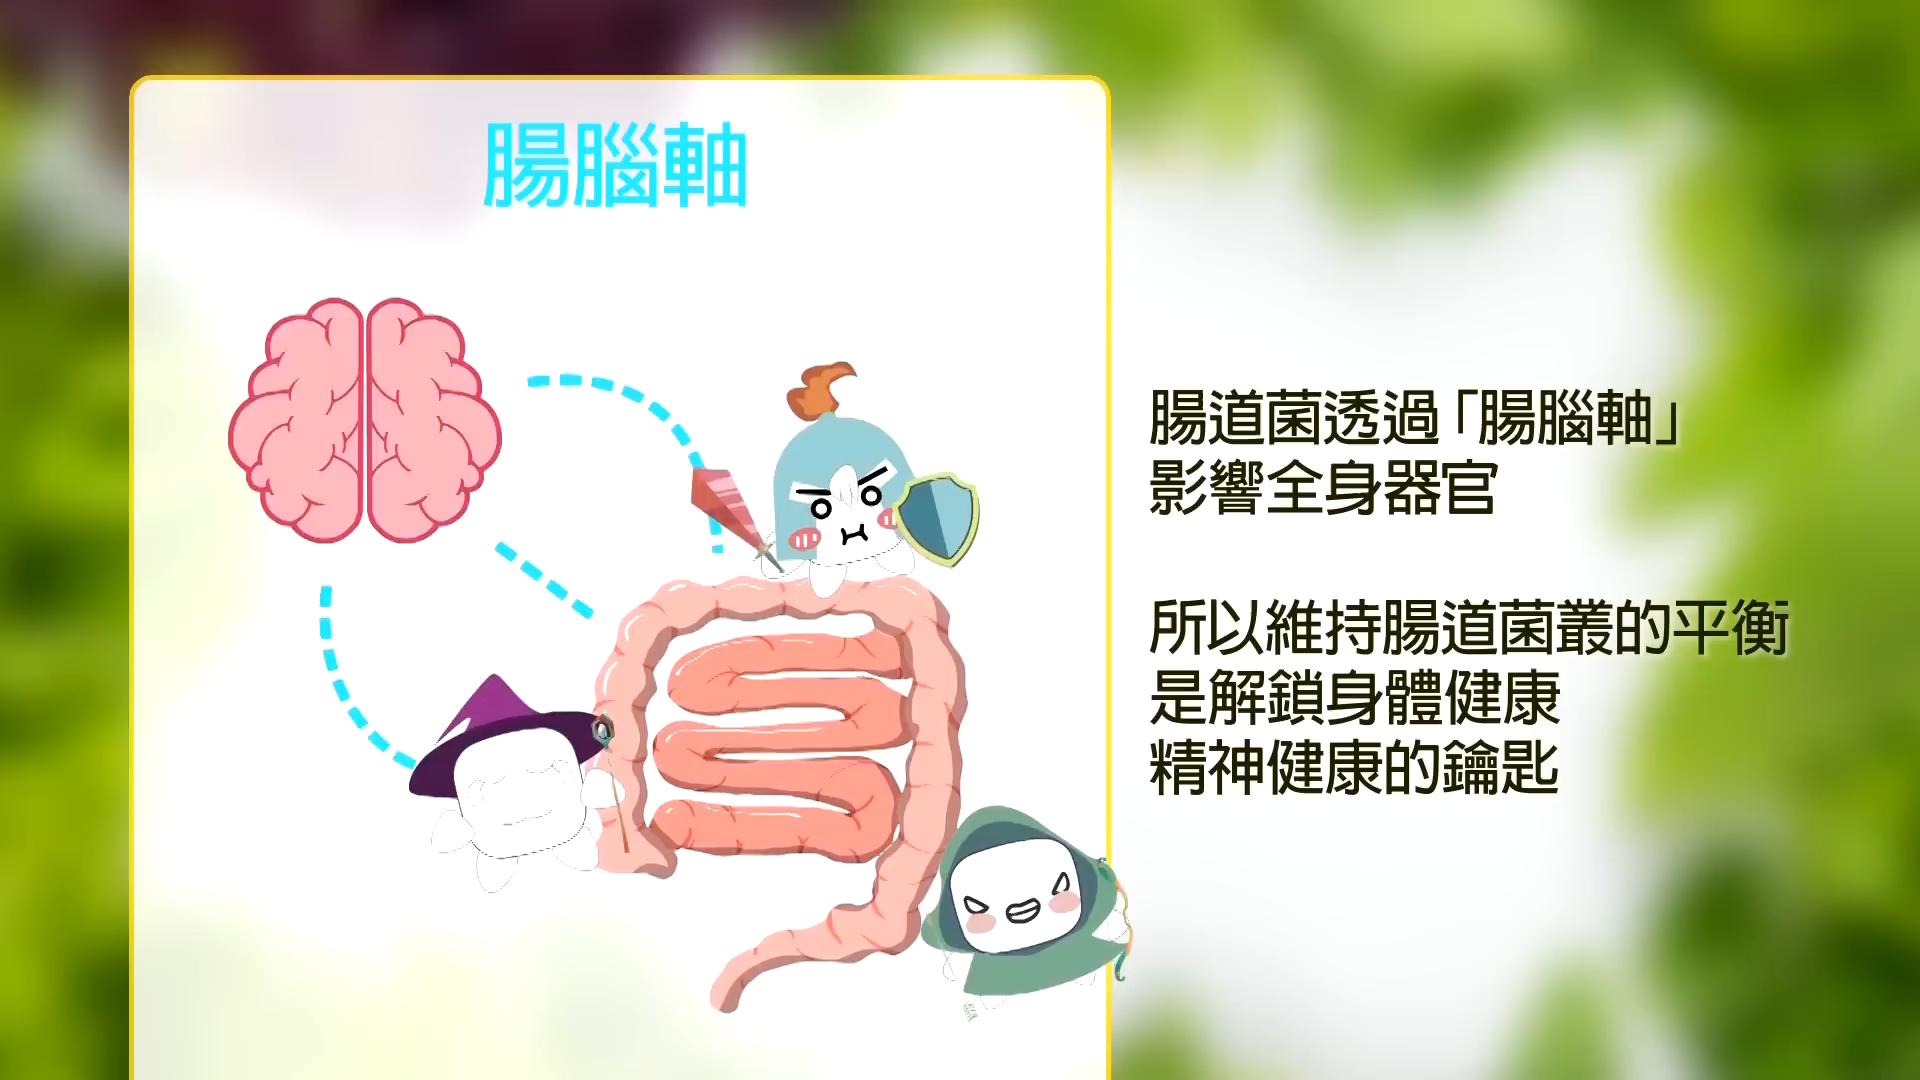 腸腦軸
腸道菌透過「腸腦軸」
影響全身器官
所以維持腸道菌叢的平衡
是解鎖身體健康
精神健康的鑰匙